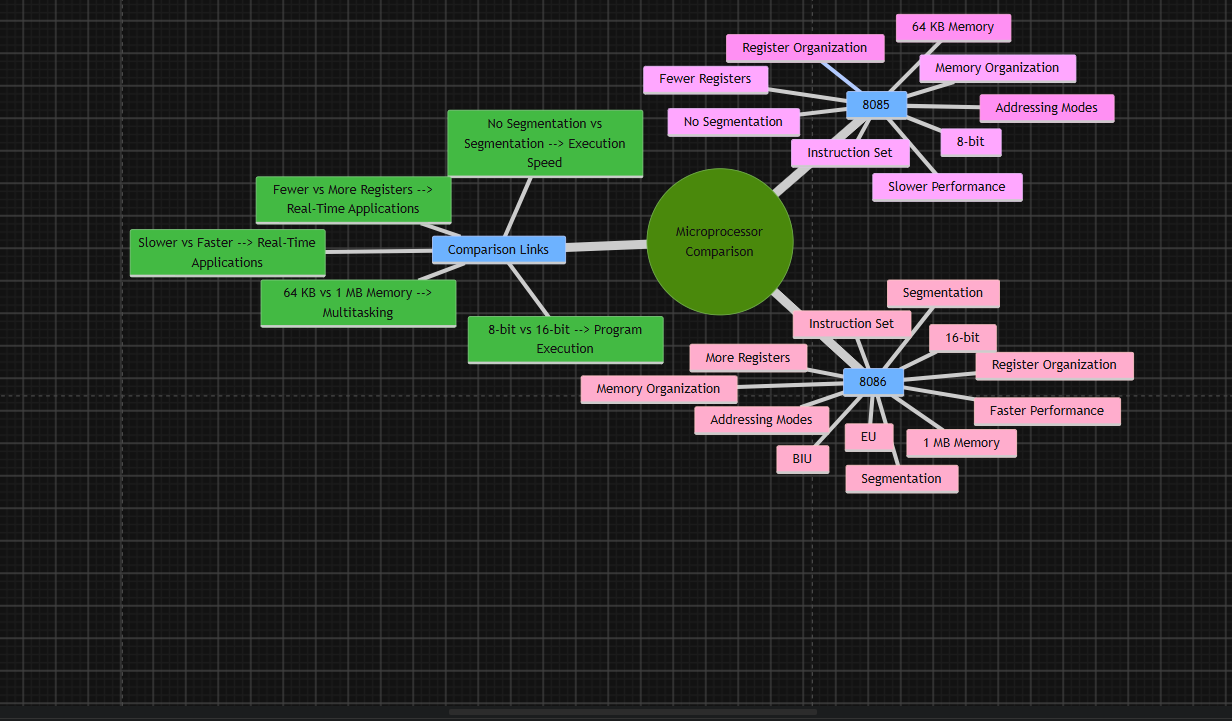 64 KB Memory
Register Organization
Memory Organization
Fewer Registers
8085
Addressing Modes
No Segmentation
8-bit
Instruction Set
Slower Performance
No Segmentation vs
Segmentation --> Execution
Speed
Fewer vs More Registers -->
Real-Time Applications
Slower vs Faster --> Real-Time
Applications
Comparison Links
64 KB vs 1 MB Memory -->
Multitasking
8-bit vs 16-bit --> Program
Execution
Microprocessor
Comparison
Segmentation
Instruction Set
16-bit
More Registers
Register Organization
8086
Memory Organization
Faster Performance
Addressing Modes
EU
1 MB Memory
BIU
Segmentation